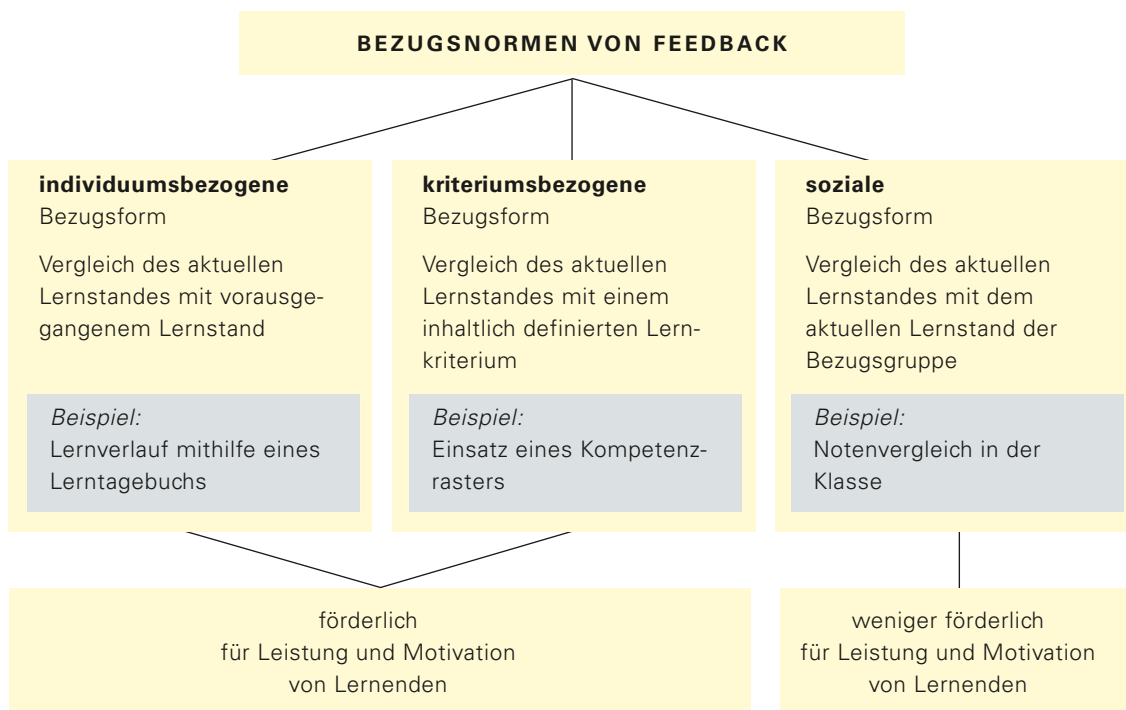 BEZUGSNORMEN VON FEEDBACK
individuumsbezogene
Bezugsform
Vergleich des aktuellen
Lernstandes mit vorausge-
gangenem Lernstand
Beispiel:
Lernverlauf mithilfe eines
Lerntagebuchs
kriteriumsbezogene
Bezugsform
Vergleich des aktuellen
Lernstandes mit einem
inhaltlich definierten Lern-
kriterium
Beispiel:
Einsatz eines Kompetenz-
rasters
soziale
Bezugsform
Vergleich des aktuellen
Lernstandes mit dem
aktuellen Lernstand der
Bezugsgruppe
Beispiel:
Notenvergleich in der
Klasse
förderlich
für Leistung und Motivation
von Lernenden
weniger förderlich
für Leistung und Motivation
von Lernenden